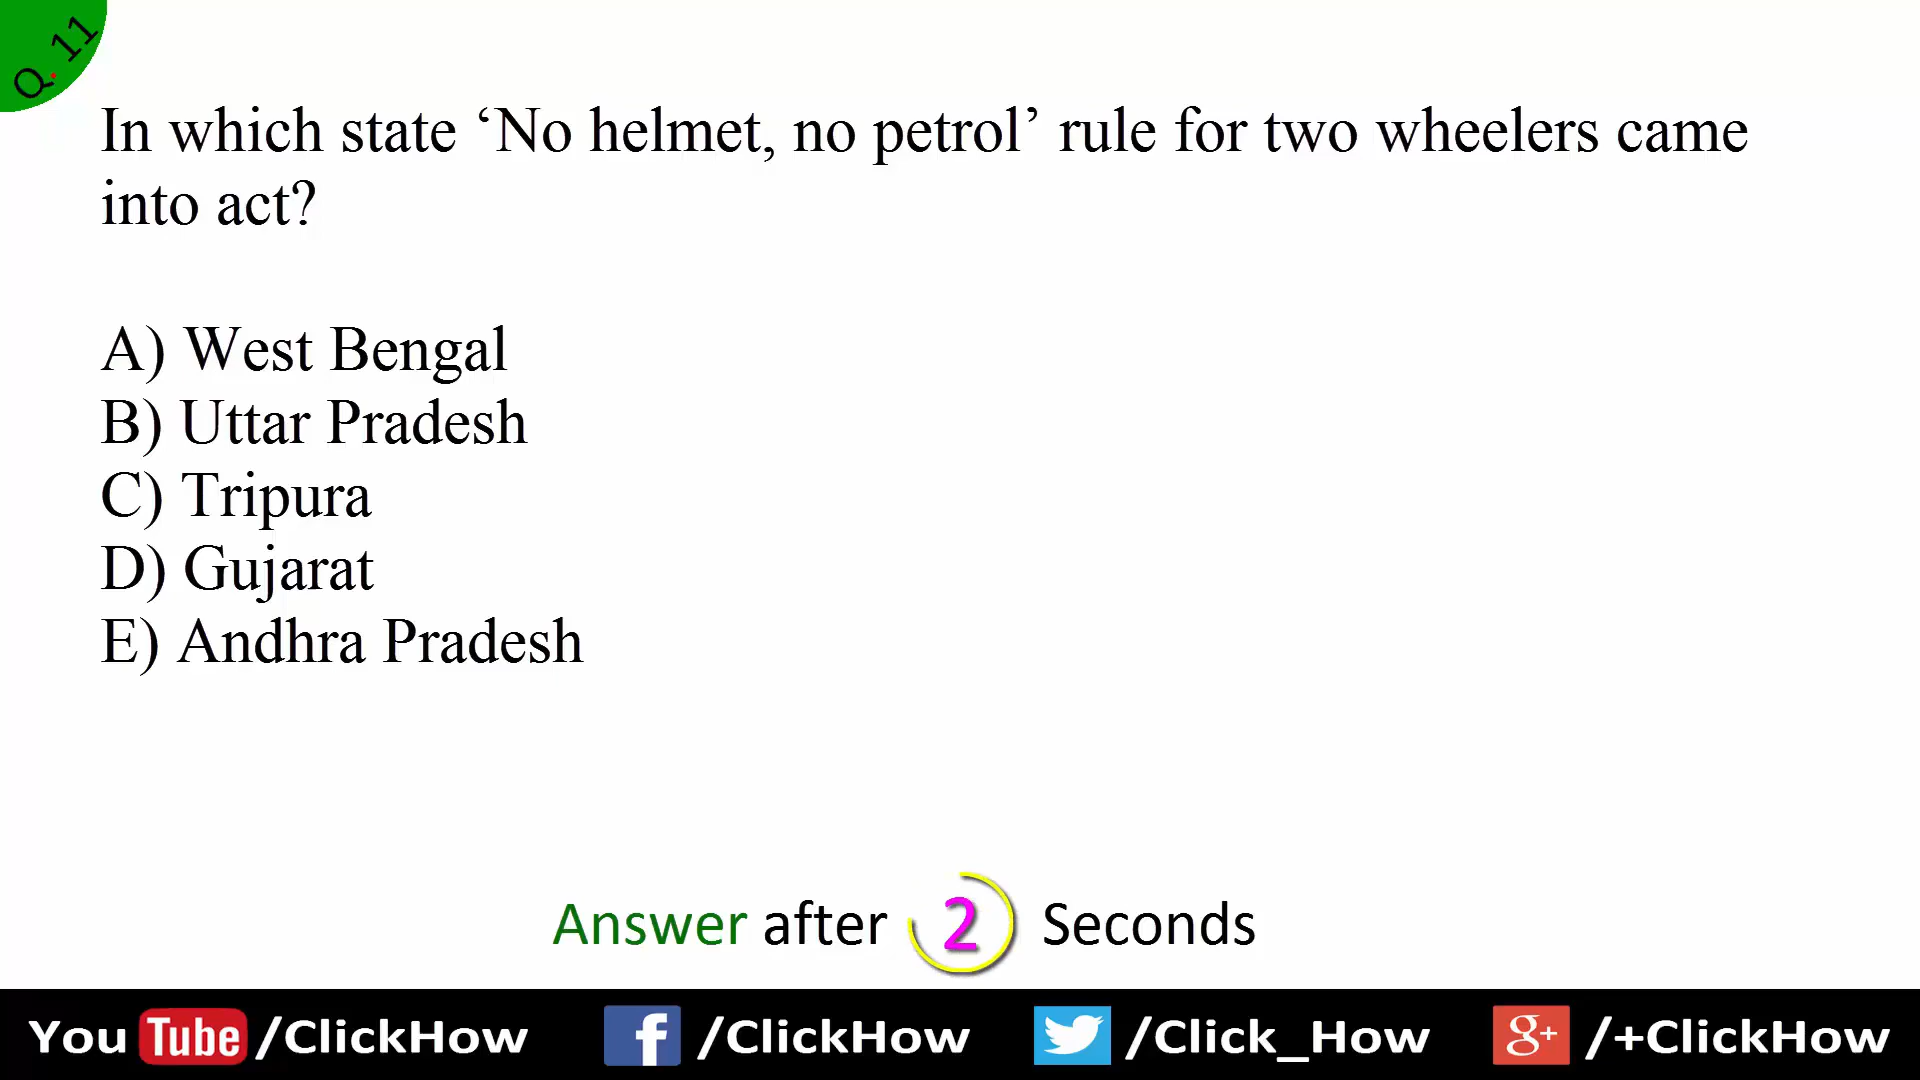 Q. 11
In which state ‘No helmet, no petrol’ rule for two wheelers came
into act?
A) West Bengal
B) Uttar Pradesh
C) Tripura
D) Gujarat
E) Andhra Pradesh
Answer after 2 Seconds
You Tube /ClickHow f /ClickHow /Click_How g+ /+ClickHow